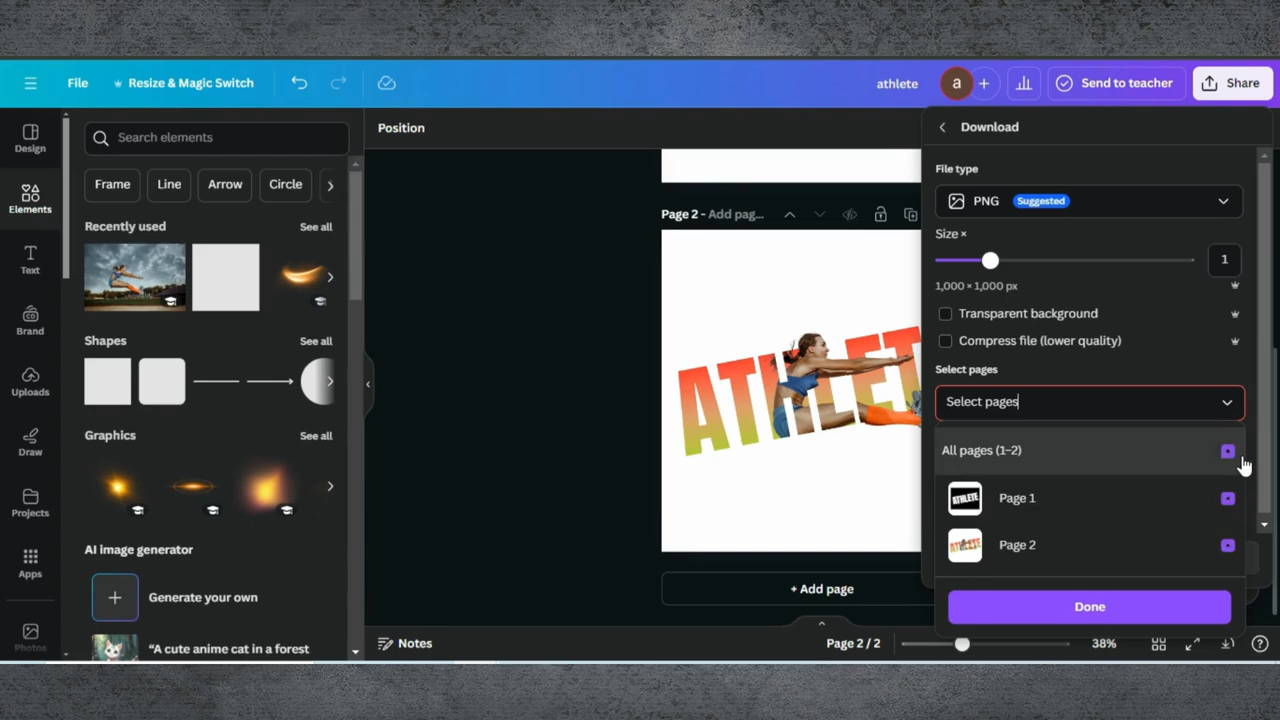 File
Resize & Magic Switch
athlete
a
+
Send to teacher
Share
Design
Elements
Text
Brand
Uploads
Draw
Projects
Apps
Photos
Search elements
Frame
Line
Arrow
Circle
Recently used
See all
Shapes
See all
Graphics
See all
AI image generator
Generate your own
“A cute anime cat in a forest
Position
Page 2 - Add pag...
ATHLET
+ Add page
Notes
Page 2 / 2
38%
Download
File type
PNG Suggested
Size ×
1
1,000 × 1,000 px
Transparent background
Compress file (lower quality)
Select pages
Select pages
All pages (1–2)
ATHLETE
Page 1
ATHLETE
Page 2
Done